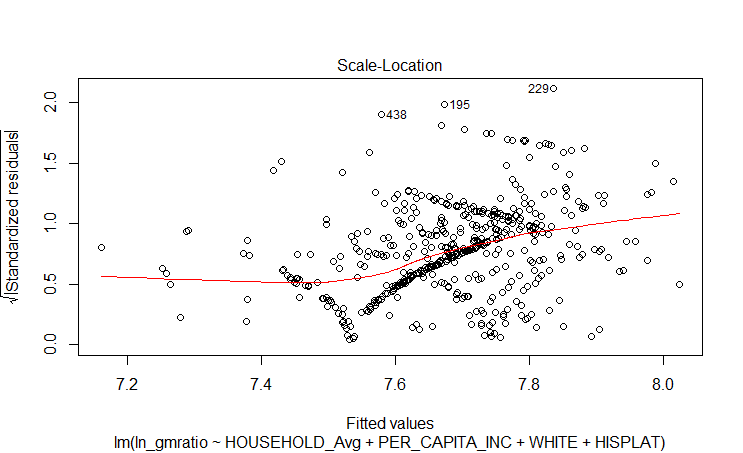 Scale-Location
√|Standardized residuals|
2.0
1.5
1.0
0.5
0.0
229
195
438
7.2 7.4 7.6 7.8 8.0
Fitted values
lm(ln_gmratio ~ HOUSEHOLD_Avg + PER_CAPITA_INC + WHITE + HISPLAT)